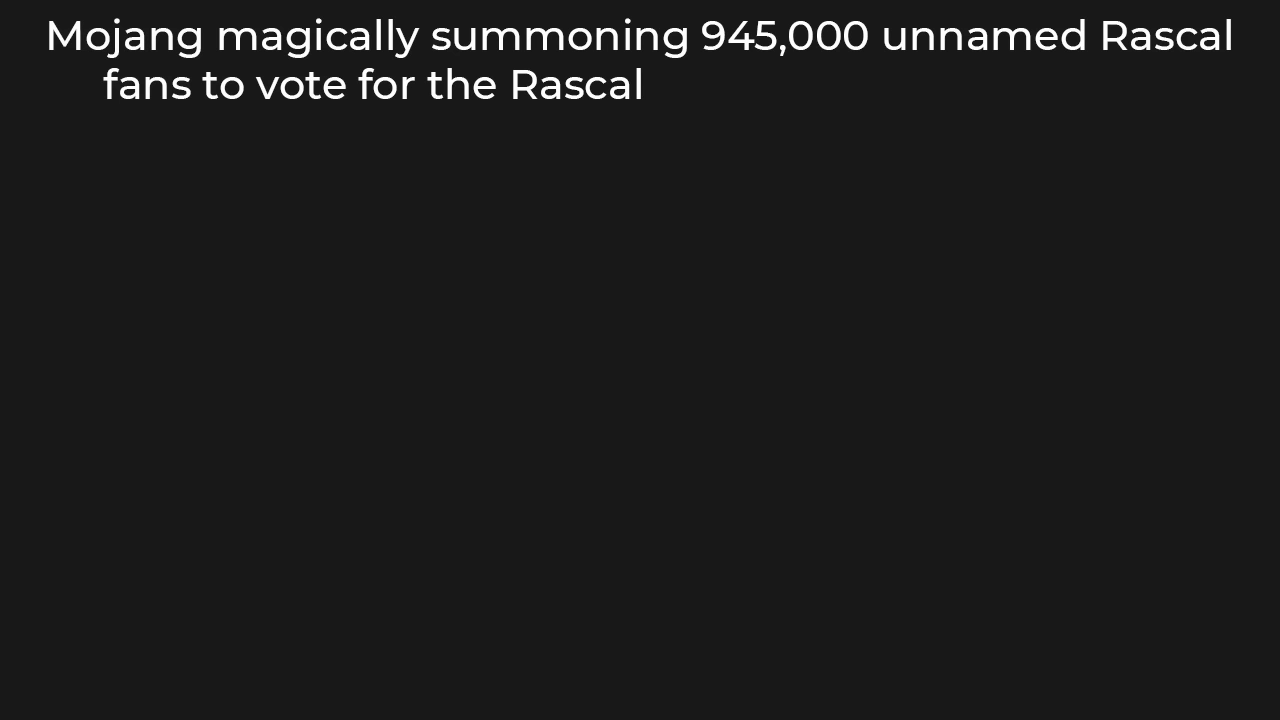 Mojang magically summoning 945,000 unnamed Rascal
fans to vote for the Rascal